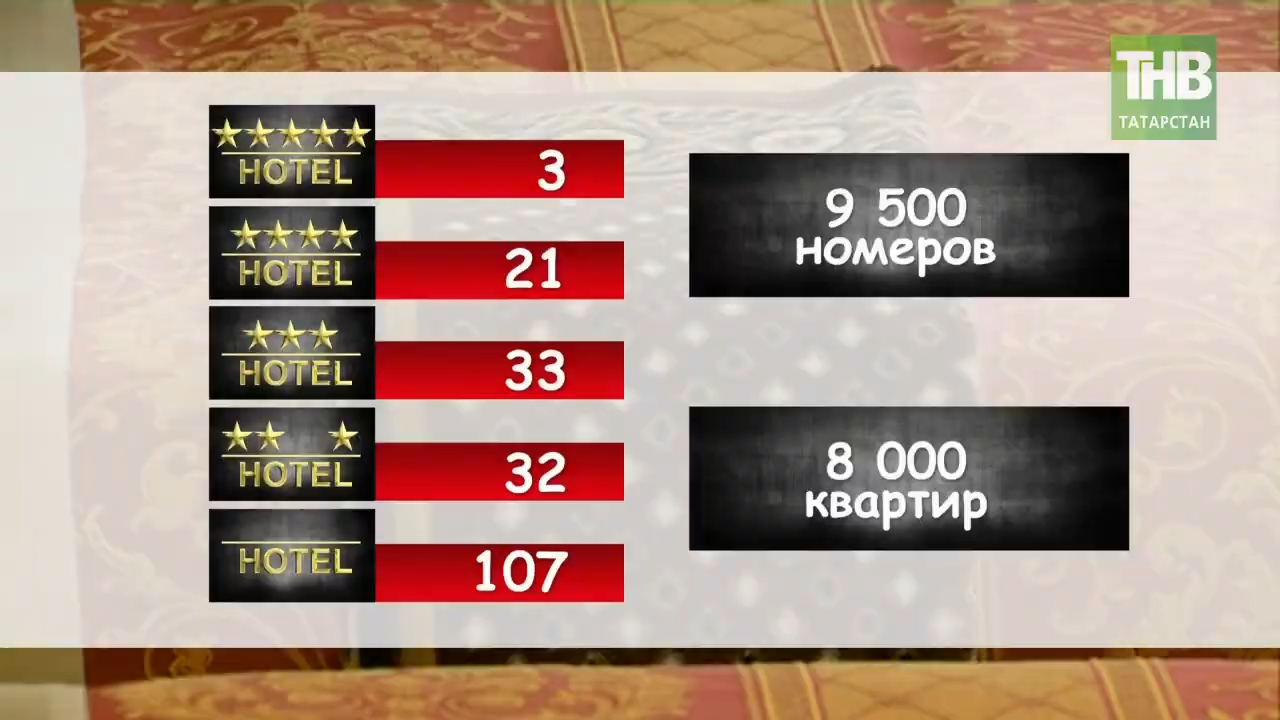 ТНВ
ТАТАРСТАН
HOTEL
3
HOTEL
21
HOTEL
33
HOTEL
32
HOTEL
107
9 500
номеров
8 000
квартир